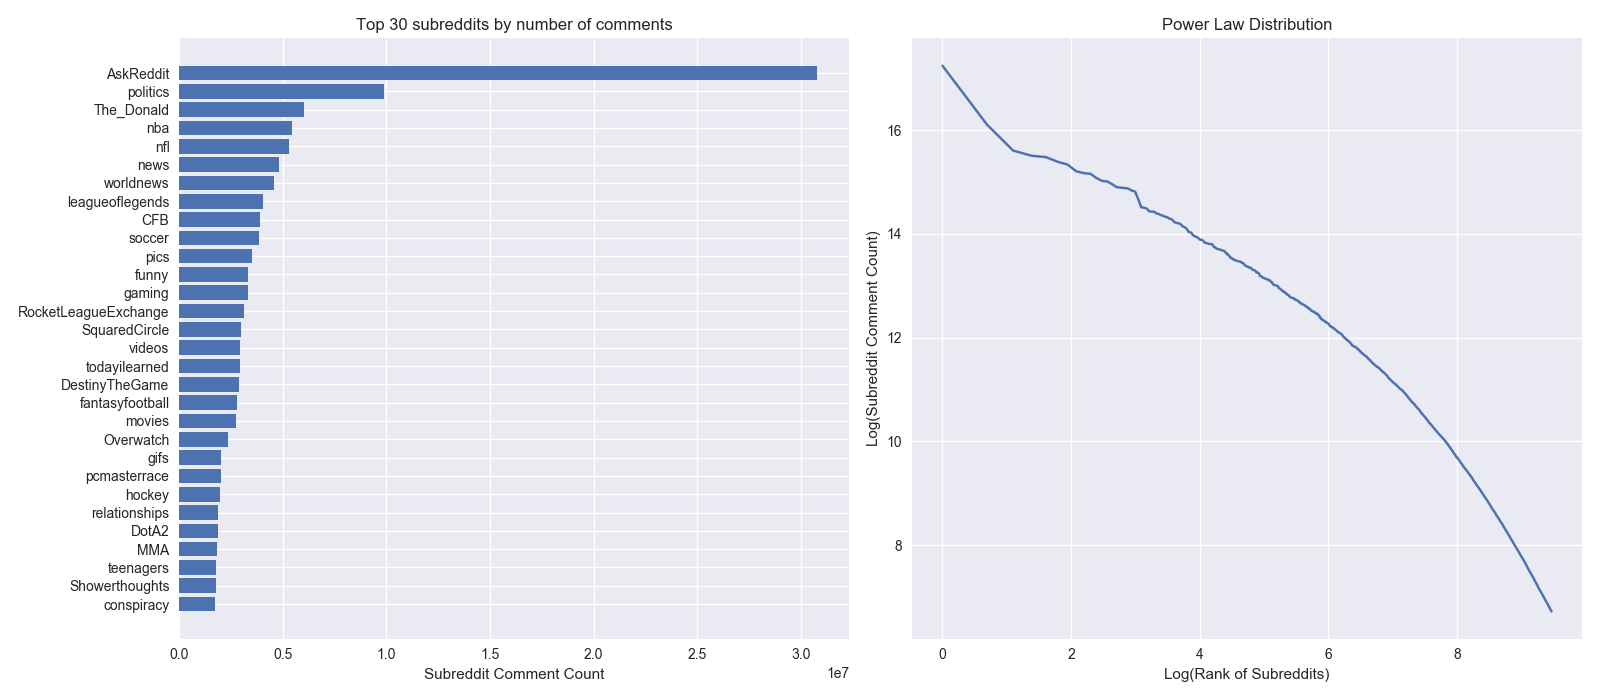 Top 30 subreddits by number of comments
AskReddit
politics
The_Donald
nba
nfl
news
worldnews
leagueoflegends
CFB
soccer
pics
funny
gaming
RocketLeagueExchange
SquaredCircle
videos
todayilearned
DestinyTheGame
fantasyfootball
movies
Overwatch
gifs
pcmasterrace
hockey
relationships
DotA2
MMA
teenagers
Showerthoughts
conspiracy
0.0 0.5 1.0 1.5 2.0 2.5 3.0
1e7
Subreddit Comment Count
Power Law Distribution
Log(Subreddit Comment Count)
16
14
12
10
8
0 2 4 6 8
Log(Rank of Subreddits)